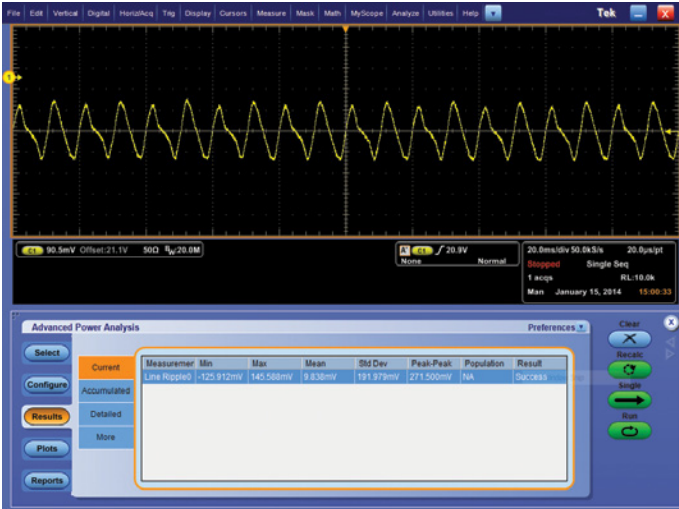 File Edit Vertical Digital Horiz/Acq Trig Display Cursors Measure Mask Math MyScope Analyze Utilities Help Tek X
1
C1 90.5mV Offset:21.1V 50Ω BW:20.0M
A' C1 20.9V
None Normal
20.0ms/div 50.0kS/s 20.0µs/pt
Stopped Single Seq
1 acqs RL:10.0k
Man January 15, 2014 15:00:33
Advanced Power Analysis Preferences Clear X
Select
Configure
Results
Plots
Reports
Current
Accumulated
Detailed
More
Measuremer Min Max Mean Std Dev Peak-Peak Population Result
Line Ripple0 -125.912mV 145.588mV 9.838mV 191.979mV 271.500mV NA Success
Recalc
Single
Run